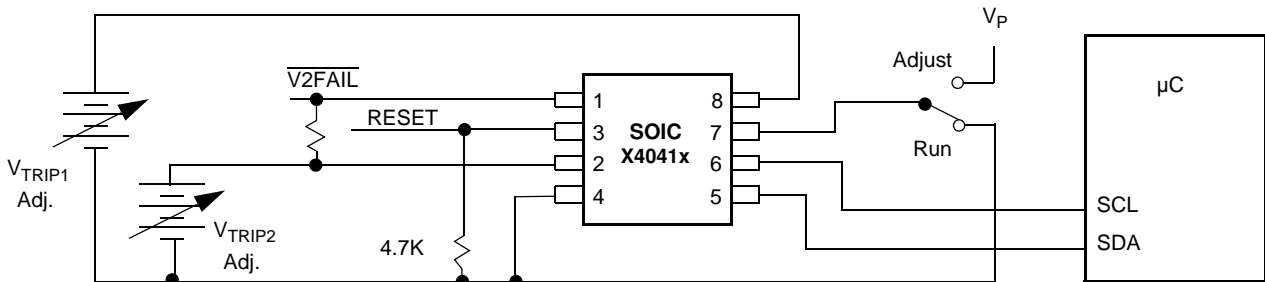 V_P
Adjust
µC
V2FAIL
RESET
1
8
3
SOIC
X4041x
7
2
6
4
5
Run
V_TRIP1
Adj.
V_TRIP2
Adj.
4.7K
SCL
SDA